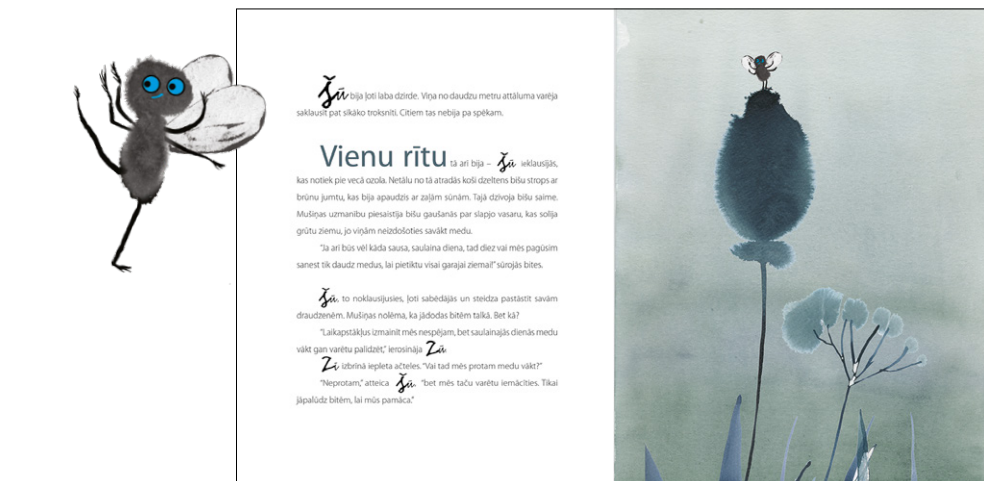 Žū bija ļoti laba dzirde. Viņa no daudzu metru attāluma varēja
saklausīt pat sīkāko troksnīti. Citiem tas nebija pa spēkam.
Vienu rītu tā arī bija – Žū ieklausījās,
kas notiek pie vecā ozola. Netālu no tā atradās koši dzeltens bišu strops ar
brūnu jumtu, kas bija apaudzis ar zaļām sūnām. Tajā dzīvoja bišu saime.
Mušiņas uzmanību piesaistīja bišu gaušanās par slapjo vasaru, kas solīja
grūtu ziemu, jo viņām neizdošoties savākt medu.
"Ja arī būs vēl kāda sausa, saulaina diena, tad diez vai mēs pagūsim
sanest tik daudz medus, lai pietiktu visai garajai ziemai!" sūrojās bites.
Žū, to noklausījusies, ļoti sabēdājās un steidza pastāstīt savām
draudzenēm. Mušiņas nolēma, ka jādodas bitēm talkā. Bet kā?
"Laikapstākļus izmainīt mēs nespējam, bet saulainajās dienās medu
vākt gan varētu palīdzēt," ierosināja Zū.
Zi izbrīnā iepleta ačteles. "Vai tad mēs protam medu vākt?"
"Neprotam," atteica Žū, "bet mēs taču varētu iemācīties. Tikai
jāpalūdz bitēm, lai mūs pamāca."